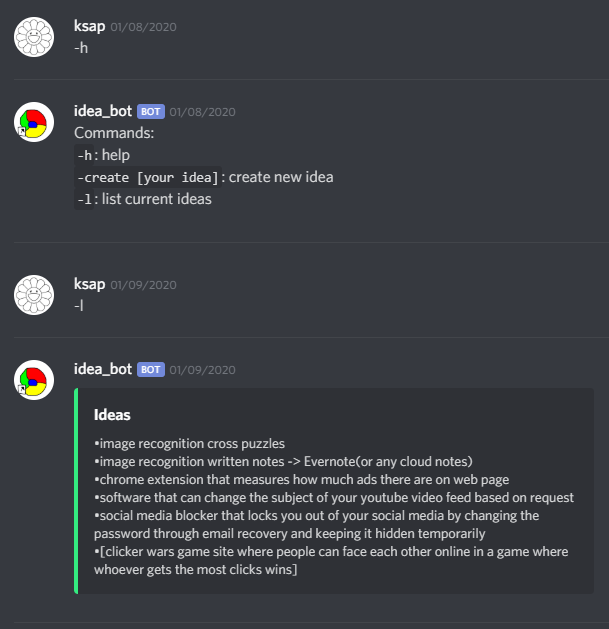 ksap 01/08/2020
-h
idea_bot BOT 01/08/2020
Commands:
-h: help
-create [your idea]: create new idea
-l: list current ideas
ksap 01/09/2020
-l
idea_bot BOT 01/09/2020
Ideas
•image recognition cross puzzles
•image recognition written notes -> Evernote(or any cloud notes)
•chrome extension that measures how much ads there are on web page
•software that can change the subject of your youtube video feed based on request
•social media blocker that locks you out of your social media by changing the
password through email recovery and keeping it hidden temporarily
•[clicker wars game site where people can face each other online in a game where
whoever gets the most clicks wins]